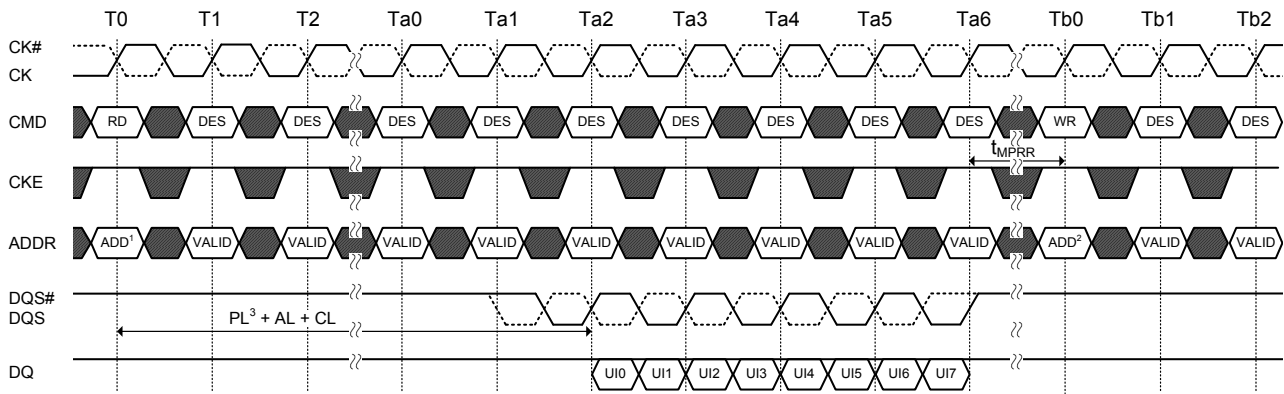 T0 T1 T2 Ta0 Ta1 Ta2 Ta3 Ta4 Ta5 Ta6 Tb0 Tb1 Tb2
CK#
CK
CMD RD DES DES DES DES DES DES DES DES DES WR DES DES
tMPRR
CKE
ADDR ADD¹ VALID VALID VALID VALID VALID VALID VALID VALID VALID ADD² VALID VALID
DQS#
DQS
PL³ + AL + CL
DQ UI0 UI1 UI2 UI3 UI4 UI5 UI6 UI7